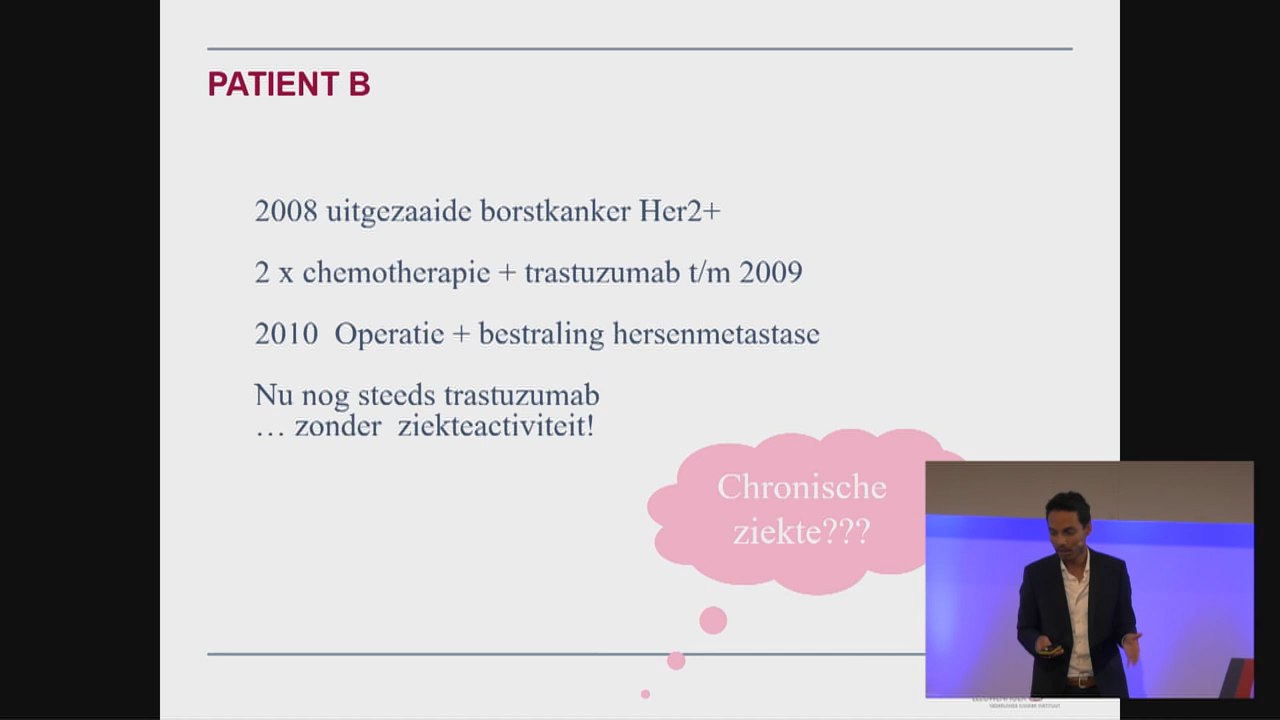 PATIENT B
2008 uitgezaaide borstkanker Her2+
2 x chemotherapie + trastuzumab t/m 2009
2010 Operatie + bestraling hersenmetastase
Nu nog steeds trastuzumab
… zonder ziekteactiviteit!
Chronische
ziekte???